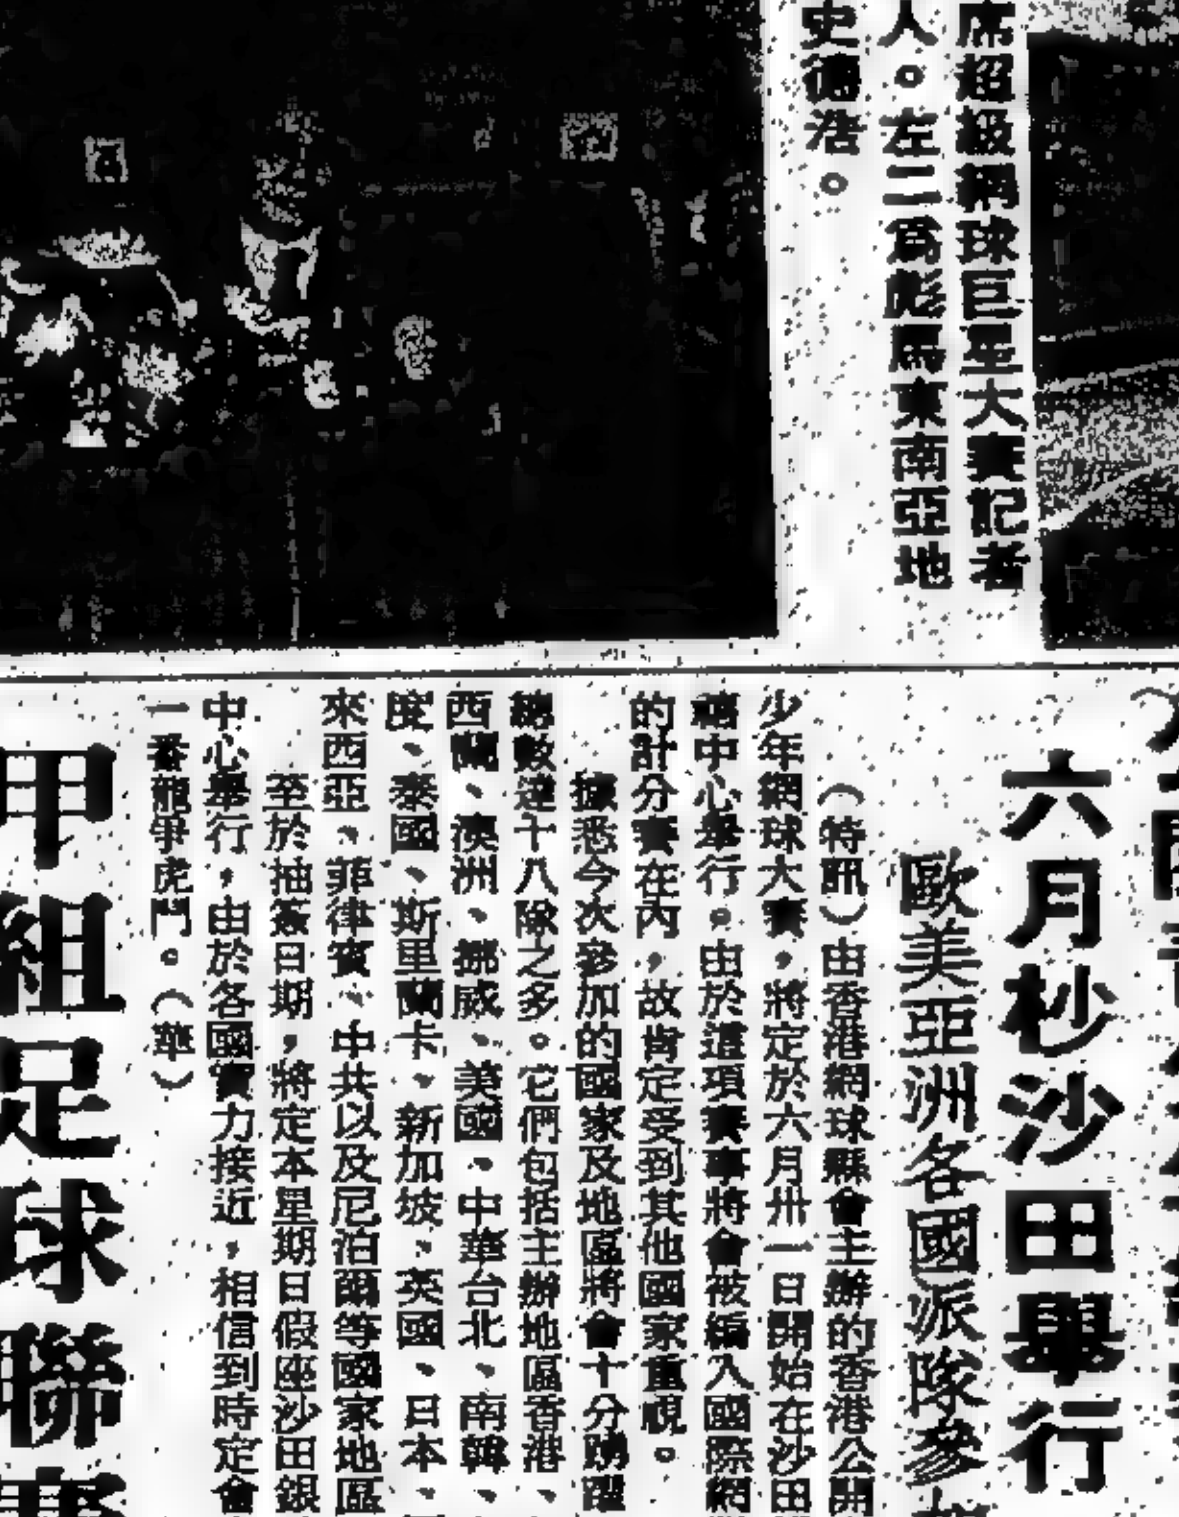 席超級網球巨星大賽記者
人。左二為彪馬東南亞地
史德浩。
六月杪沙田舉行
歐美亞洲各國派隊參
（特訊）由香港網球縣會主辦的香港公開
少年網球大賽，將定於六月卅一日開始在沙田
中心舉行。由於這項賽事將會被編入國際網
的計分賽在內，故肯定受到其他國家重視。
據悉今次參加的國家及地區將會十分踴躍
總數達十八隊之多。它們包括主辦地區香港、
西蘭、澳洲、挪威、美國、中華台北、南韓、
度、泰國、斯里蘭卡、新加坡、英國、日本、
來西亞、菲律賓、中共以及尼泊爾等國家地區
至於抽簽日期，將定本星期日假座沙田銀
中心舉行，由於各國實力接近，相信到時定會
一番龍爭虎鬥。（華）
甲組足球聯賽